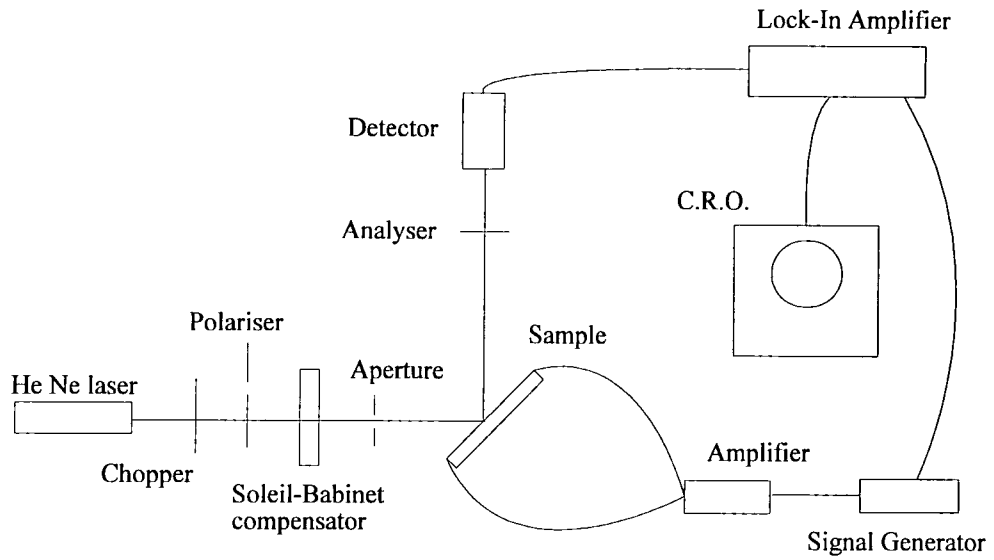 Lock-In Amplifier
Detector
C.R.O.
Analyser
Polariser
Sample
Aperture
He Ne laser
Chopper
Amplifier
Soleil-Babinet
compensator
Signal Generator